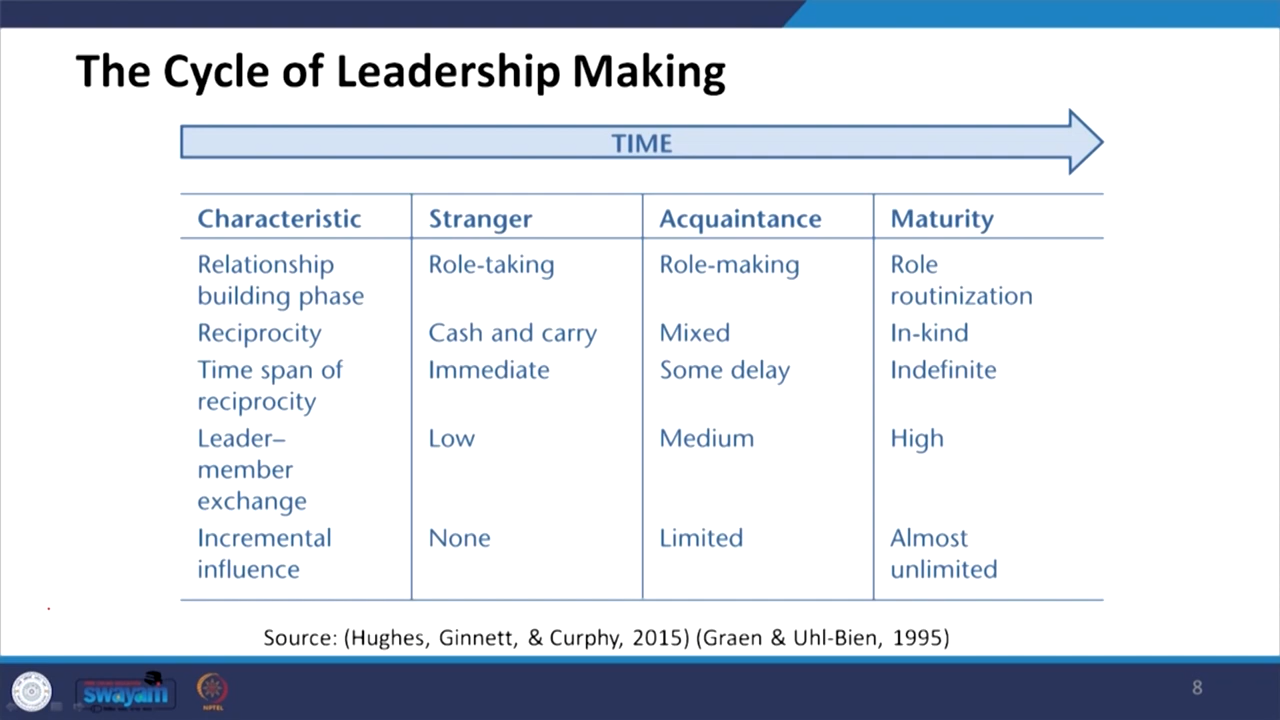 The Cycle of Leadership Making
TIME
Characteristic Stranger Acquaintance Maturity
Relationship Role-taking Role-making Role
building phase routinization
Reciprocity Cash and carry Mixed In-kind
Time span of Immediate Some delay Indefinite
reciprocity
Leader– Low Medium High
member
exchange
Incremental None Limited Almost
influence unlimited
Source: (Hughes, Ginnett, & Curphy, 2015) (Graen & Uhl-Bien, 1995)
swayam
NPTEL
8